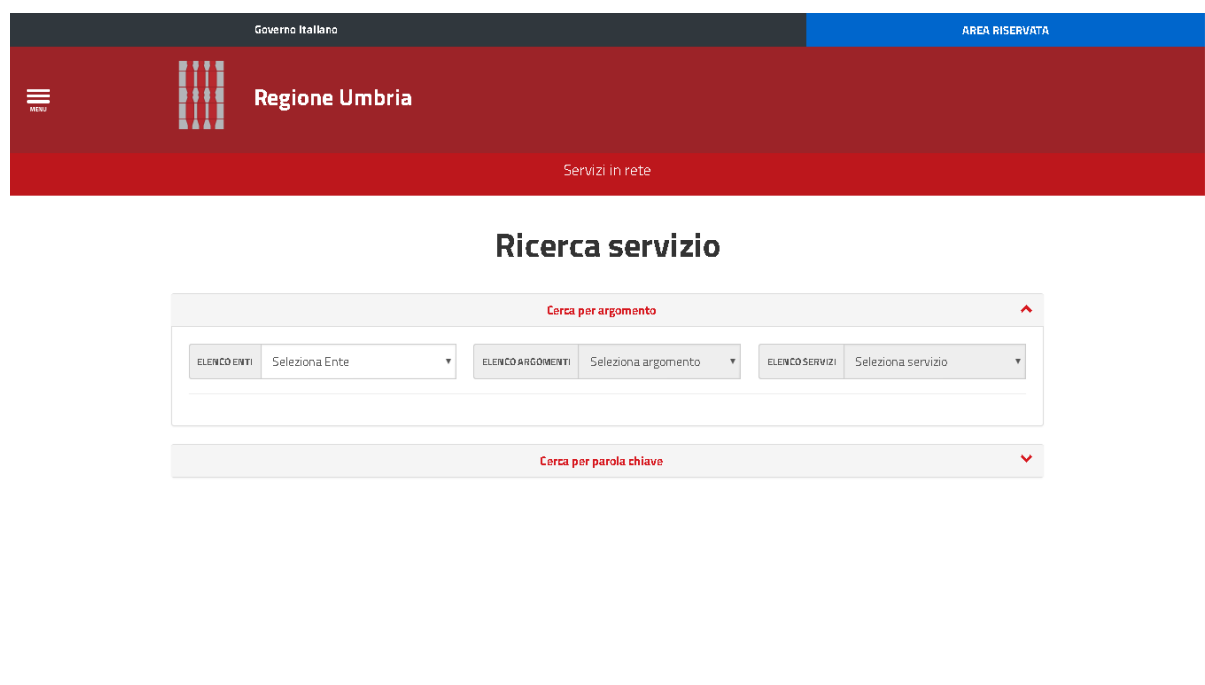 Governo Italiano
AREA RISERVATA
MENU
Regione Umbria
Servizi in rete
Ricerca servizio
Cerca per argomento
ELENCO ENTI Seleziona Ente
ELENCO ARGOMENTI Seleziona argomento
ELENCO SERVIZI Seleziona servizio
Cerca per parola chiave